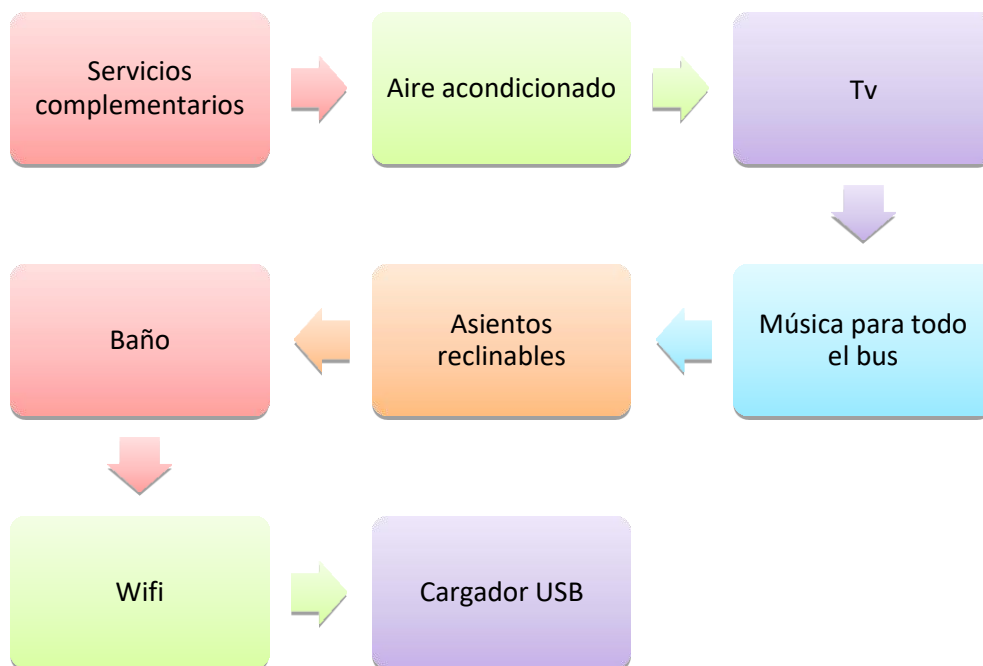 Servicios
complementarios
Aire acondicionado
Tv
Música para todo
el bus
Asientos
reclinables
Baño
Wifi
Cargador USB